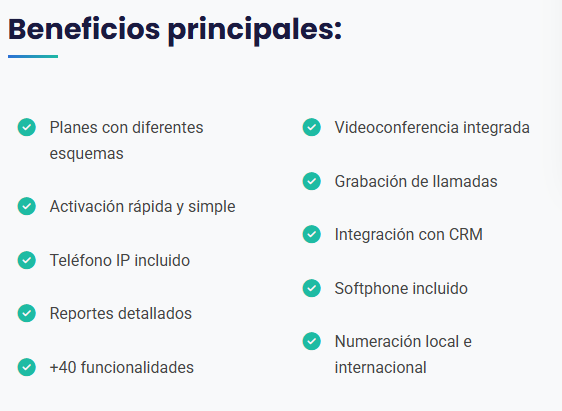 Beneficios principales:
Planes con diferentes
esquemas
Activación rápida y simple
Teléfono IP incluido
Reportes detallados
+40 funcionalidades
Videoconferencia integrada
Grabación de llamadas
Integración con CRM
Softphone incluido
Numeración local e
internacional